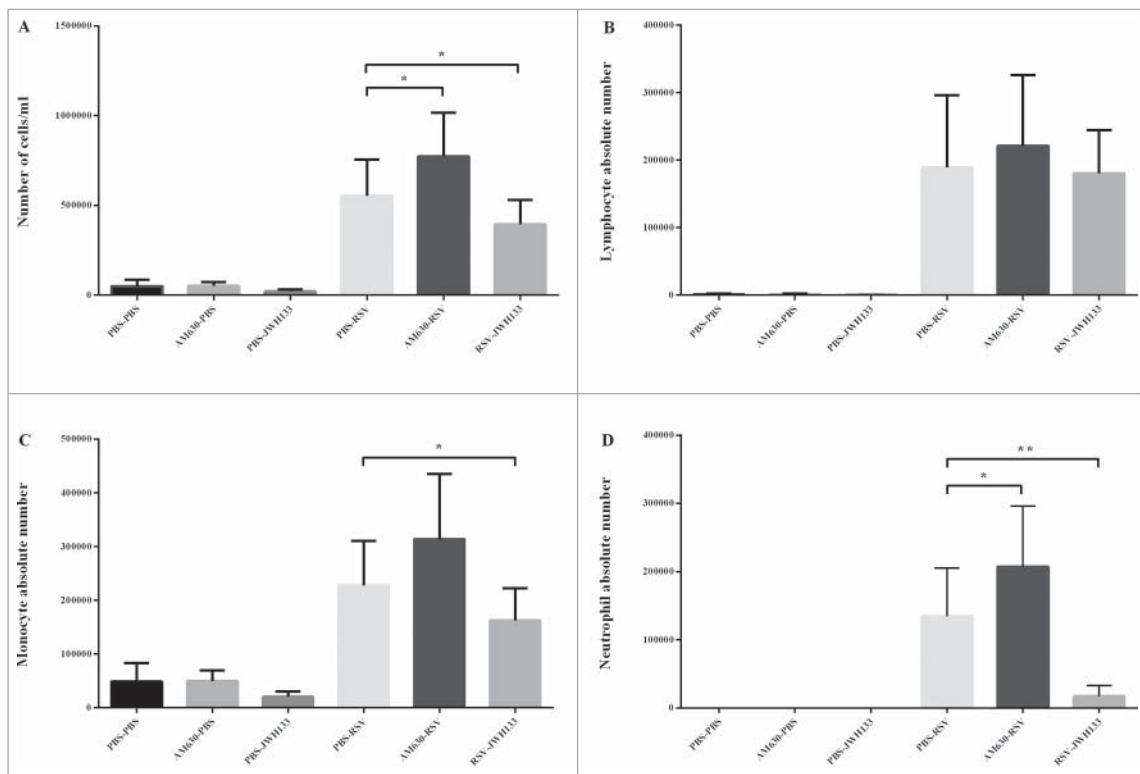 A
Number of cells/ml
1500000
1000000
500000
0
*
*
PBS-PBS
AM630-PBS
PBS-JWH133
PBS-RSV
AM630-RSV
RSV-JWH133
B
Lymphocyte absolute number
400000
300000
200000
100000
0
PBS-PBS
AM630-PBS
PBS-JWH133
PBS-RSV
AM630-RSV
RSV-JWH133
C
Monocyte absolute number
500000
400000
300000
200000
100000
0
*
PBS-PBS
AM630-PBS
PBS-JWH133
PBS-RSV
AM630-RSV
RSV-JWH133
D
Neutrophil absolute number
400000
300000
200000
100000
0
**
*
PBS-PBS
AM630-PBS
PBS-JWH133
PBS-RSV
AM630-RSV
RSV-JWH133